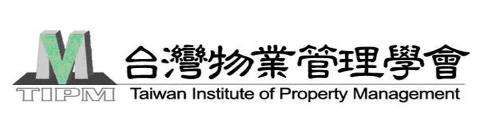 台灣物業管理學會
TIPM
Taiwan Institute of Property Management